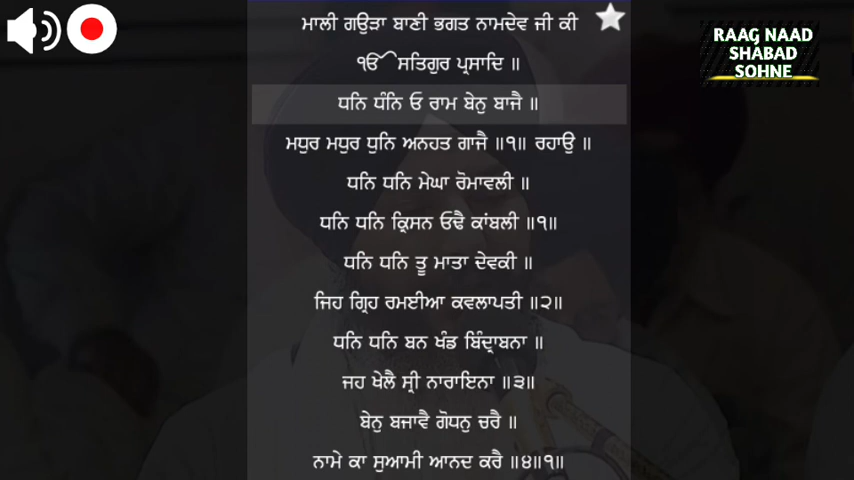 ਮਾਲੀ ਗਉੜਾ ਬਾਣੀ ਭਗਤ ਨਾਮਦੇਵ ਜੀ ਕੀ
ੴ ਸਤਿਗੁਰ ਪ੍ਰਸਾਦਿ ॥
ਧਨਿ ਧੰਨਿ ਓ ਰਾਮ ਬੇਨੁ ਬਾਜੈ ॥
ਮਧੁਰ ਮਧੁਰ ਧੁਨਿ ਅਨਹਤ ਗਾਜੈ ॥੧॥ ਰਹਾਉ ॥
ਧਨਿ ਧਨਿ ਮੇਘਾ ਰੋਮਾਵਲੀ ॥
ਧਨਿ ਧਨਿ ਕ੍ਰਿਸਨ ਓਢੈ ਕਾਂਬਲੀ ॥੧॥
ਧਨਿ ਧਨਿ ਤੂ ਮਾਤਾ ਦੇਵਕੀ ॥
ਜਿਹ ਗ੍ਰਿਹ ਰਮਈਆ ਕਵਲਾਪਤੀ ॥੨॥
ਧਨਿ ਧਨਿ ਬਨ ਖੰਡ ਬਿੰਦ੍ਰਾਬਨਾ ॥
ਜਹ ਖੇਲੈ ਸ੍ਰੀ ਨਾਰਾਇਨਾ ॥੩॥
ਬੇਨੁ ਬਜਾਵੈ ਗੋਧਨੁ ਚਰੈ ॥
ਨਾਮੇ ਕਾ ਸੁਆਮੀ ਆਨਦ ਕਰੈ ॥੪॥੧॥
RAAG NAAD
SHABAD
SOHNE